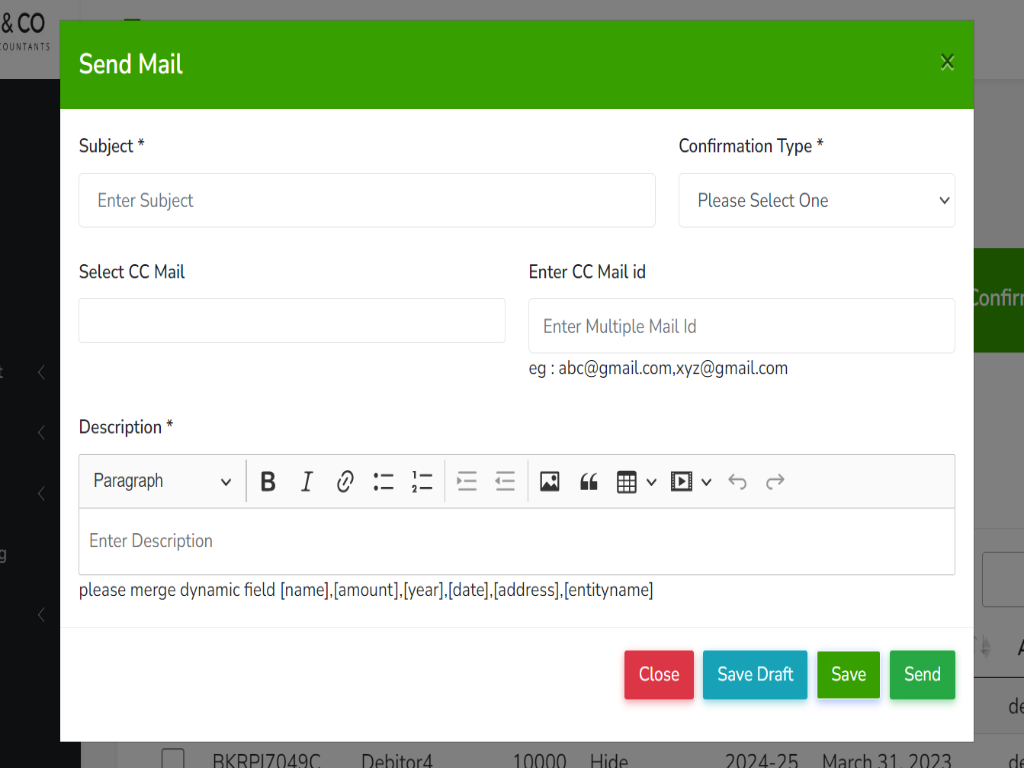 & CO
COUNTANTS
Send Mail
Subject *
Confirmation Type *
Enter Subject
Please Select One
Select CC Mail
Enter CC Mail id
Enter Multiple Mail Id
eg : abc@gmail.com,xyz@gmail.com
Description *
Paragraph
Enter Description
please merge dynamic field [name],[amount],[year],[date],[address],[entityname]
Close Save Draft Save Send
Confirm
de
BKRPJ7049C Debitor4 10000 Hide 2024-25 March 31, 2023 de